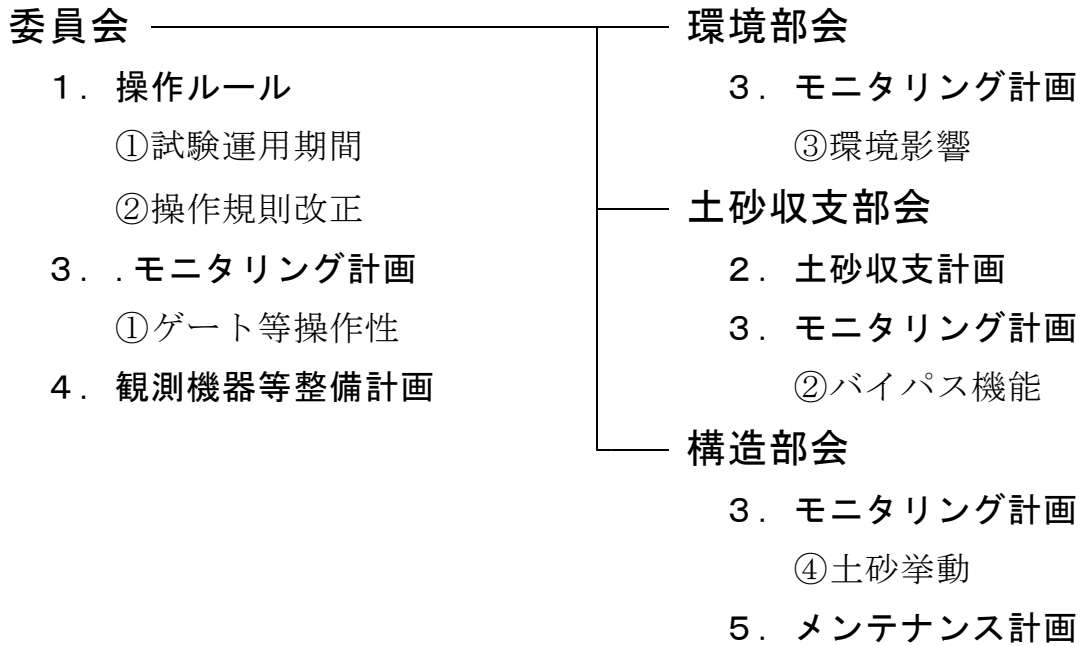 委員会
１．操作ルール
①試験運用期間
②操作規則改正
３．.モニタリング計画
①ゲート等操作性
４．観測機器等整備計画
環境部会
３．モニタリング計画
③環境影響
土砂収支部会
２．土砂収支計画
３．モニタリング計画
②バイパス機能
構造部会
３．モニタリング計画
④土砂挙動
５．メンテナンス計画